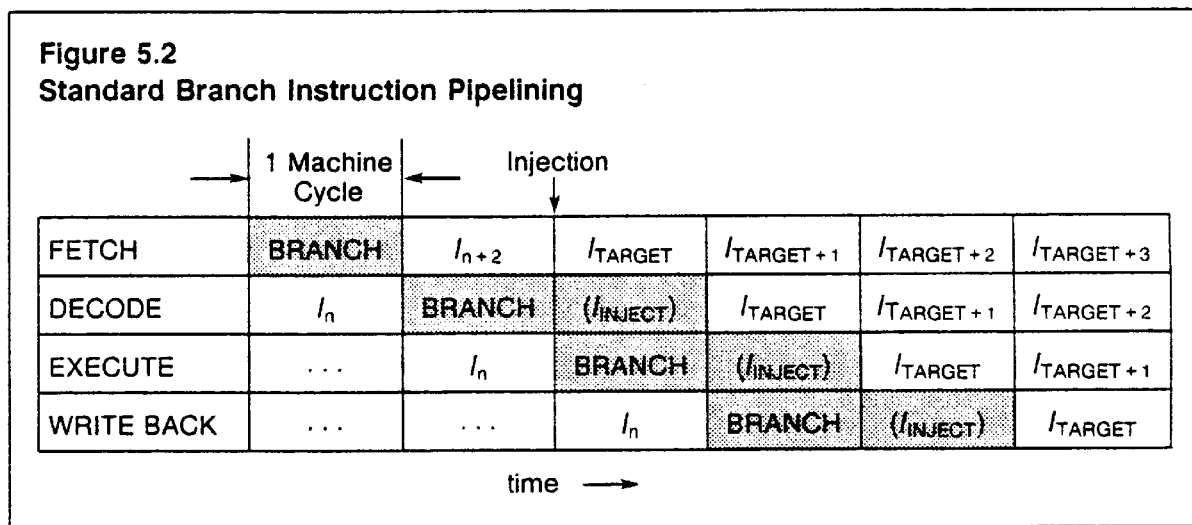 Figure 5.2
Standard Branch Instruction Pipelining
1 Machine Cycle
Injection
FETCH BRANCH In + 2 ITARGET ITARGET + 1 ITARGET + 2 ITARGET + 3
DECODE In BRANCH (IINJECT) ITARGET ITARGET + 1 ITARGET + 2
EXECUTE . . . In BRANCH (IINJECT) ITARGET ITARGET + 1
WRITE BACK . . . . . . In BRANCH (IINJECT) ITARGET
time